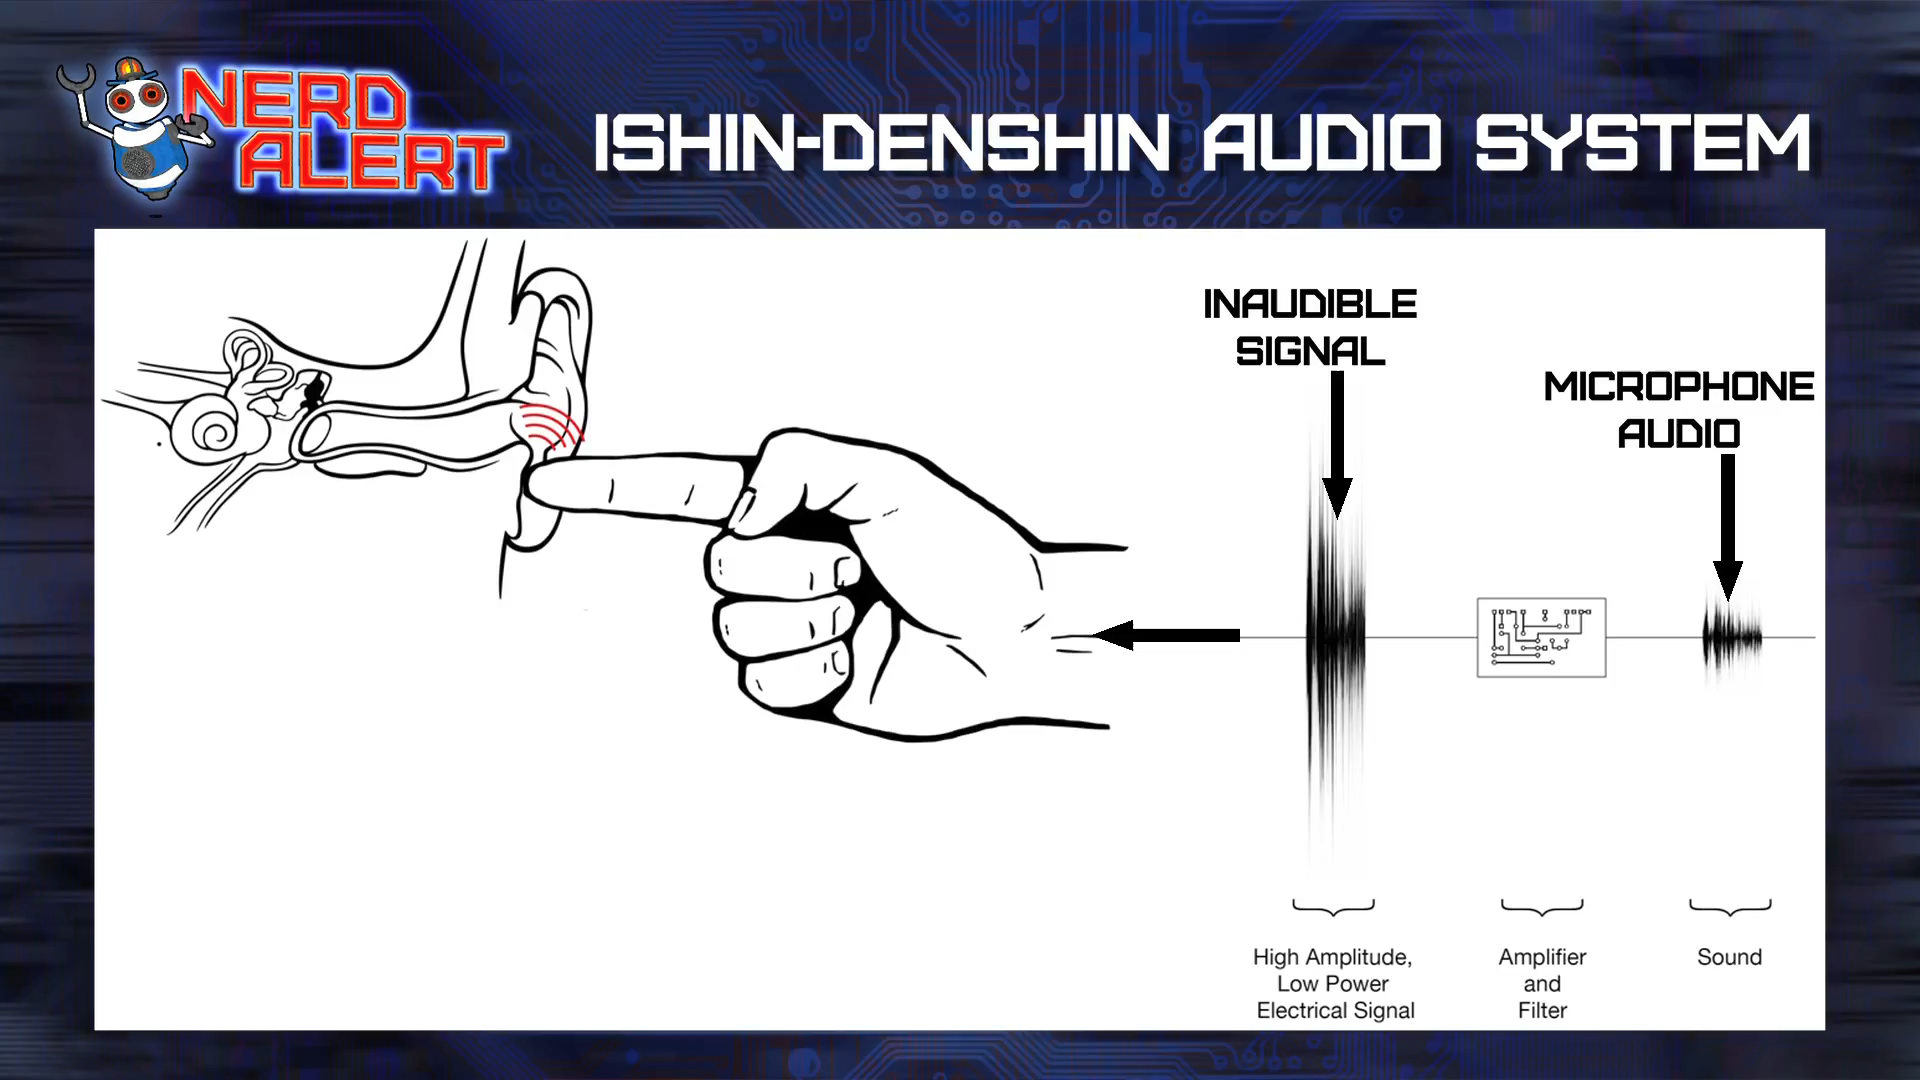 NERD
ALERT
ISHIN-DENSHIN AUDIO SYSTEM
INAUDIBLE
SIGNAL
MICROPHONE
AUDIO
High Amplitude,
Low Power
Electrical Signal
Amplifier
and
Filter
Sound